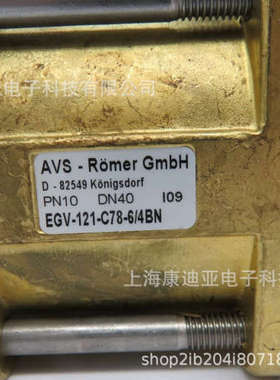 电子科技有限公司
AVS - Römer GmbH
D - 82549 Königsdorf
PN10 DN40 I09
EGV-121-C78-6/4BN
上海康迪亚电子科
shop2ib204i80718